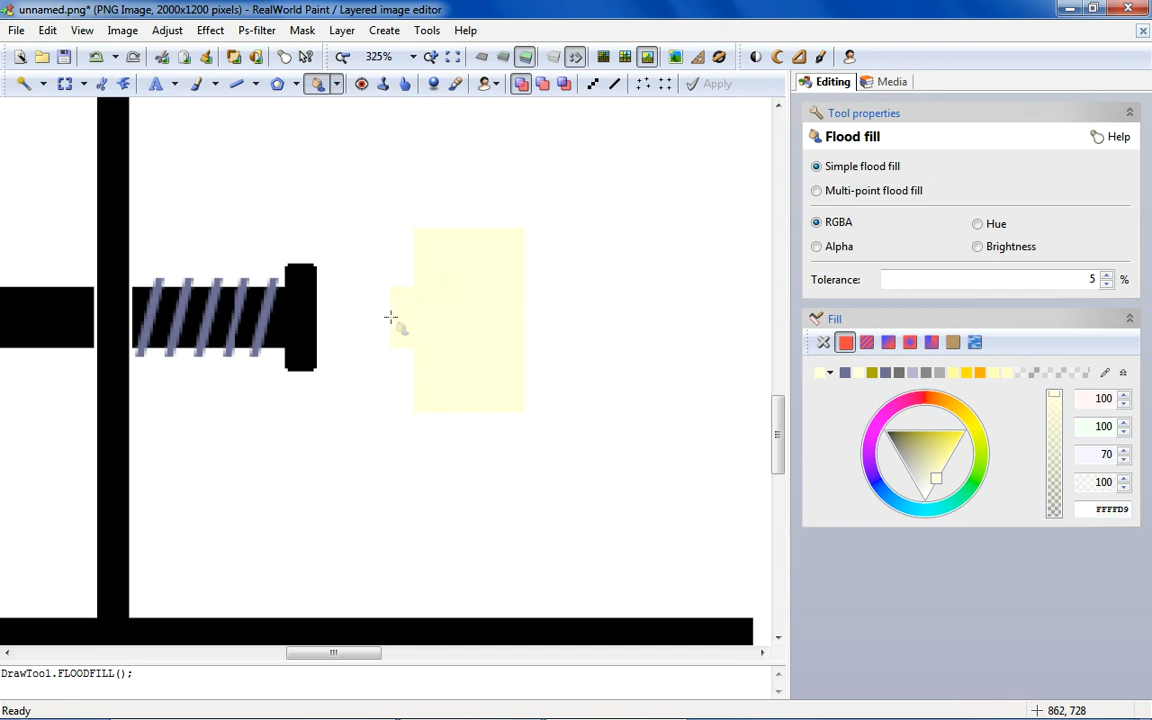 unnamed.png* (PNG Image, 2000x1200 pixels) - RealWorld Paint / Layered image editor
File Edit View Image Adjust Effect Ps-filter Mask Layer Create Tools Help
325%
Apply
Editing Media
Tool properties
Flood fill Help
Simple flood fill
Multi-point flood fill
RGBA Hue
Alpha Brightness
Tolerance: 5 %
Fill
100
100
70
100
FFFFD9
DrawTool.FLOODFILL();
Ready 862, 728